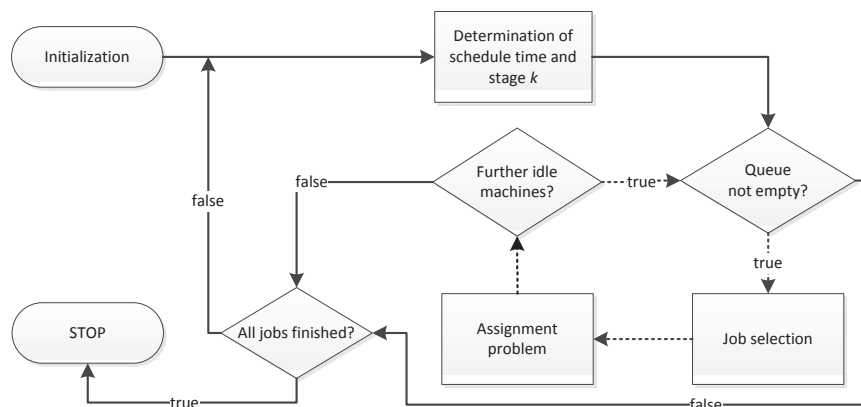 Initialization
Determination of
schedule time and
stage k
Further idle
machines?
Queue
not empty?
false
true
false
true
STOP
All jobs finished?
Assignment
problem
Job selection
true
false